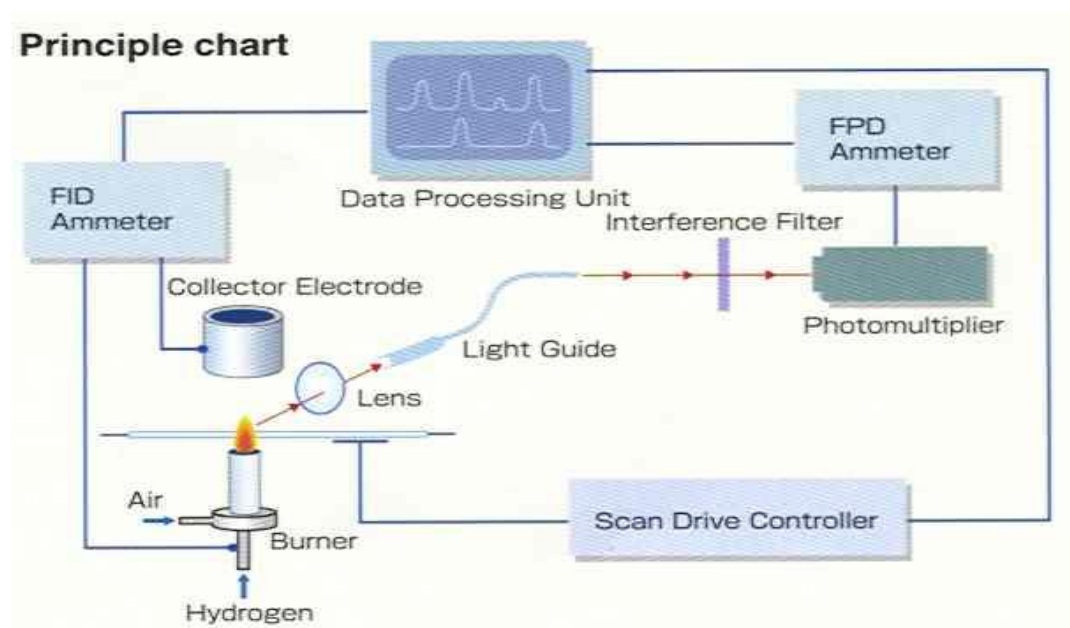 Principle chart
FPD
Ammeter
FID
Ammeter
Data Processing Unit
Interference Filter
Collector Electrode
Photomultiplier
Light Guide
Lens
Air
Scan Drive Controller
Burner
Hydrogen